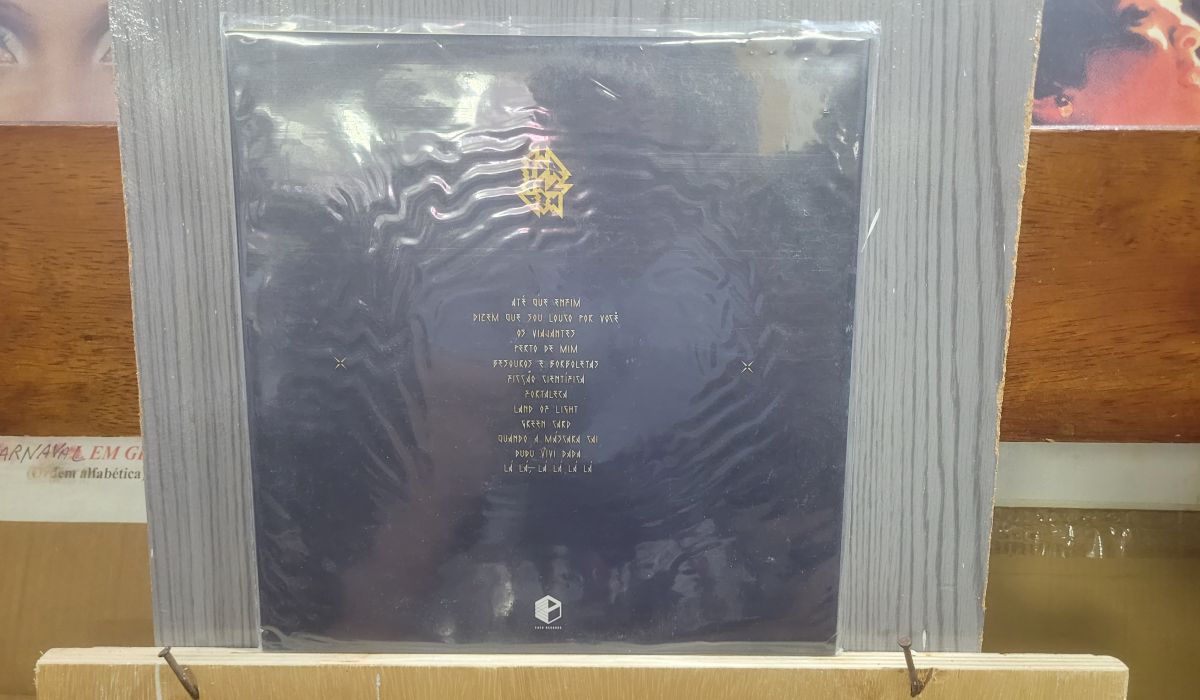 ATÉ QUE ENFIM
DIZEM QUE SOU LOUCO POR VOCÊ
OS VIAJANTES
PERTO DE MIM
BESOUROS E BORBOLETAS
FICÇÃO CIENTÍFICA
FORTALEZA
LAND OF LIGHT
GREEN CARD
QUANDO A MÁSCARA CAI
DUDU VIVI DADA
LÁ LÁ, LÁ LÁ LÁ LÁ
RECORDS
ARNAVAL EM
alfabética)